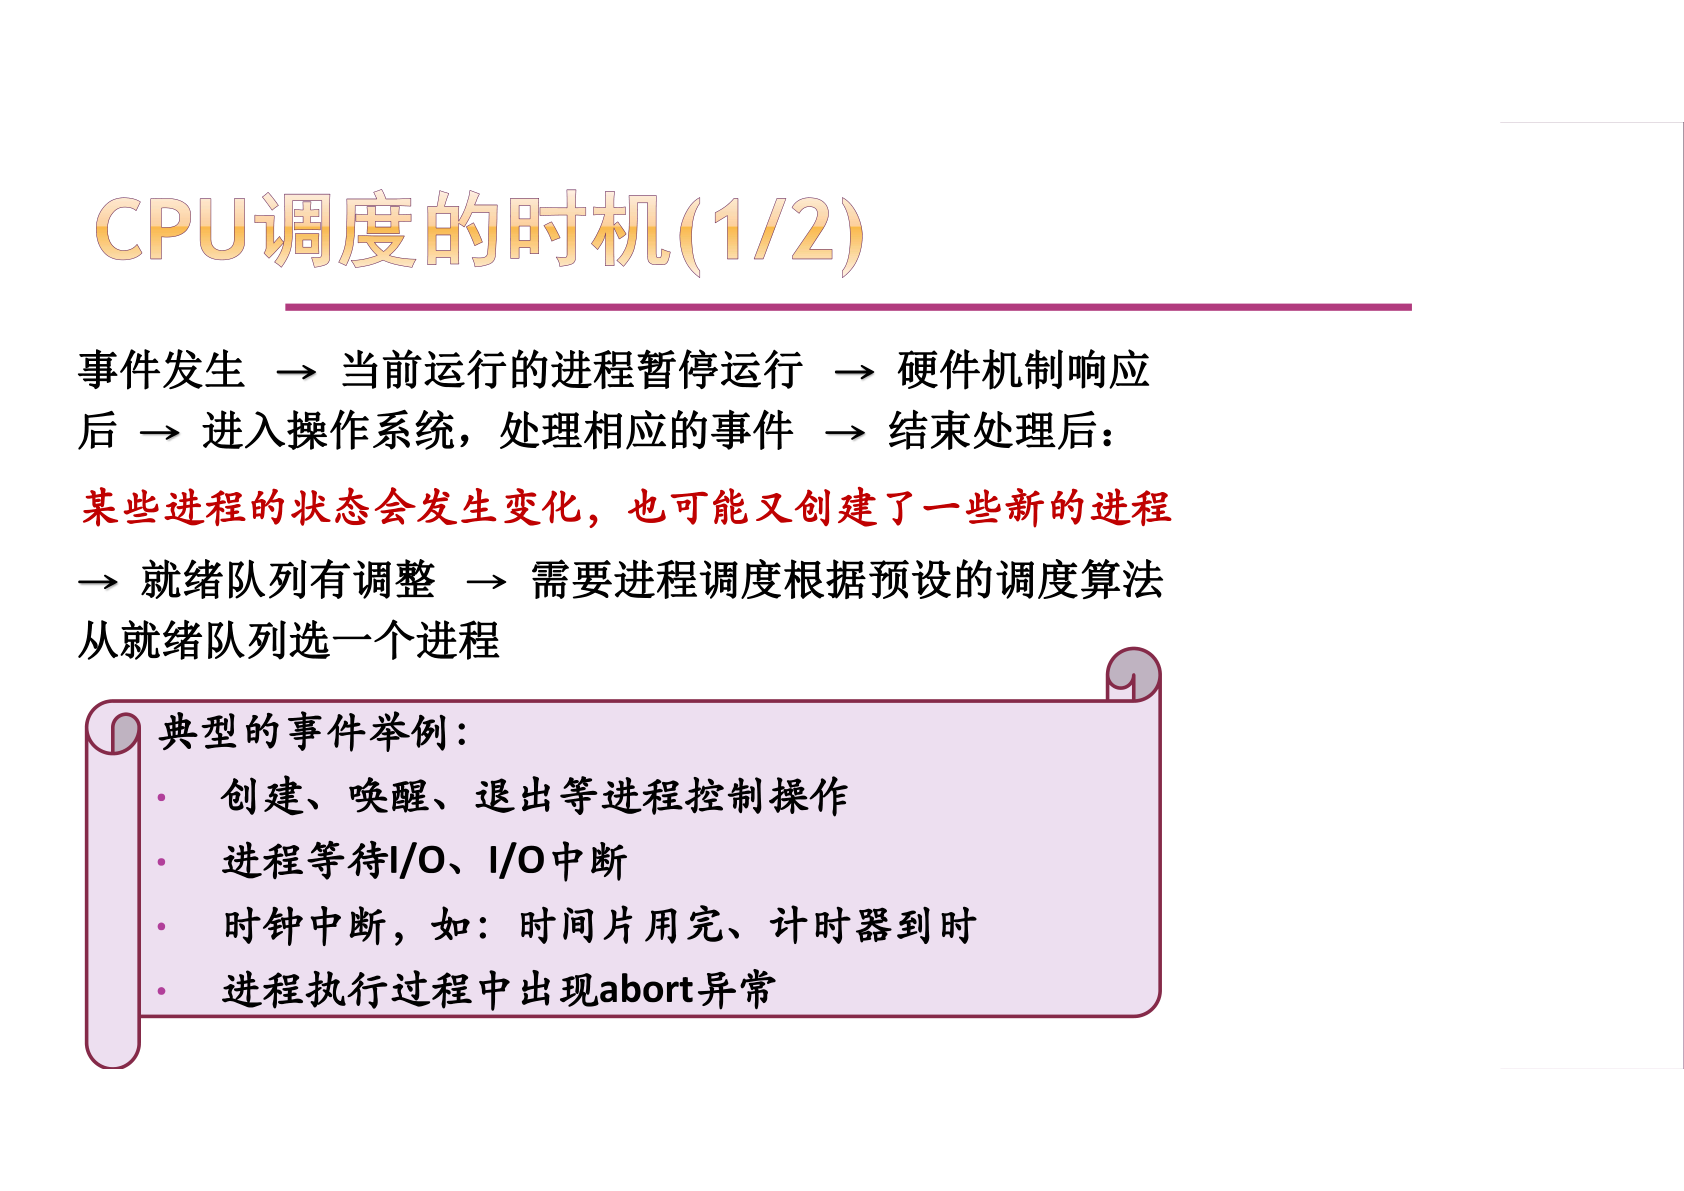 CPU调度的时机(1/2)
事件发生 → 当前运行的进程暂停运行 → 硬件机制响应
后 → 进入操作系统，处理相应的事件 → 结束处理后：
某些进程的状态会发生变化，也可能又创建了一些新的进程
→ 就绪队列有调整 → 需要进程调度根据预设的调度算法
从就绪队列选一个进程
典型的事件举例：
• 创建、唤醒、退出等进程控制操作
• 进程等待I/O、I/O中断
• 时钟中断，如：时间片用完、计时器到时
• 进程执行过程中出现abort异常